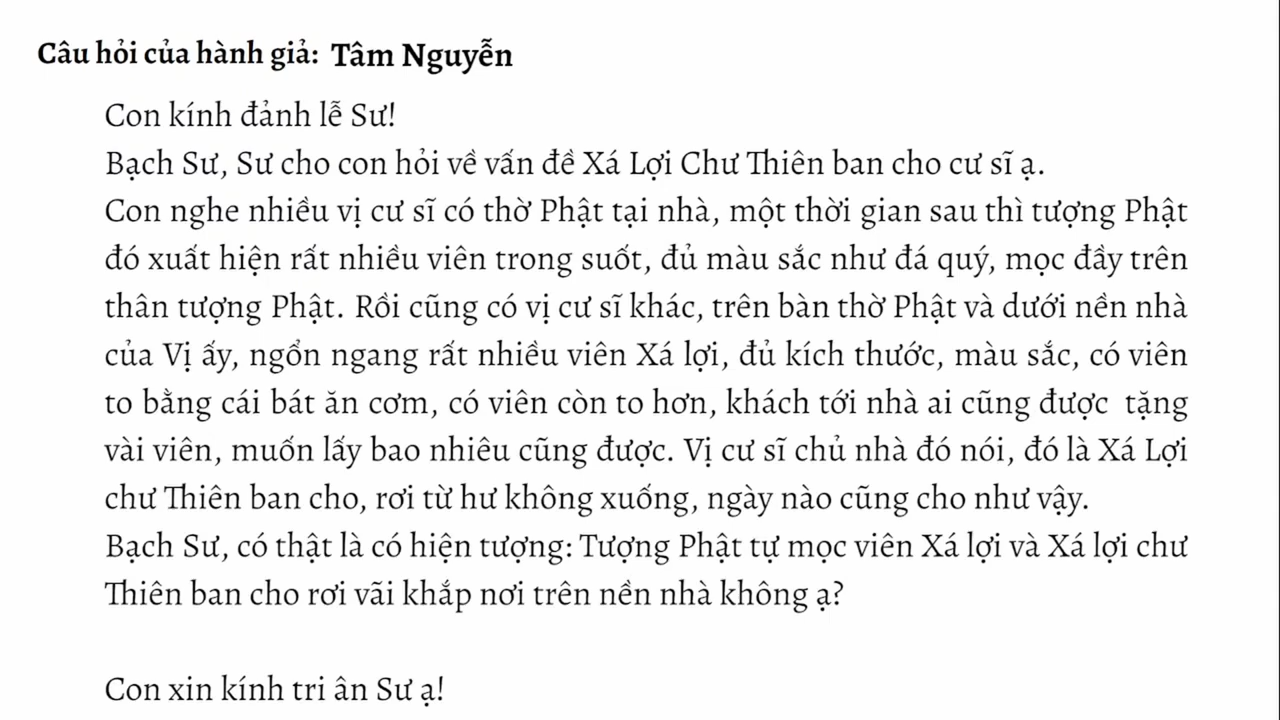 Câu hỏi của hành giả: Tâm Nguyễn
Con kính đảnh lễ Sư!
Bạch Sư, Sư cho con hỏi về vấn đề Xá Lợi Chư Thiên ban cho cư sĩ ạ.
Con nghe nhiều vị cư sĩ có thờ Phật tại nhà, một thời gian sau thì tượng Phật
đó xuất hiện rất nhiều viên trong suốt, đủ màu sắc như đá quý, mọc đầy trên
thân tượng Phật. Rồi cũng có vị cư sĩ khác, trên bàn thờ Phật và dưới nền nhà
của Vị ấy, ngổn ngang rất nhiều viên Xá lợi, đủ kích thước, màu sắc, có viên
to bằng cái bát ăn cơm, có viên còn to hơn, khách tới nhà ai cũng được tặng
vài viên, muốn lấy bao nhiêu cũng được. Vị cư sĩ chủ nhà đó nói, đó là Xá Lợi
chư Thiên ban cho, rơi từ hư không xuống, ngày nào cũng cho như vậy.
Bạch Sư, có thật là có hiện tượng: Tượng Phật tự mọc viên Xá lợi và Xá lợi chư
Thiên ban cho rơi vãi khắp nơi trên nền nhà không ạ?
Con xin kính tri ân Sư ạ!